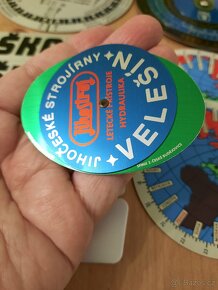 JIHOČESKÉ STROJÍRNY
VELEŠÍN
Jihostroj
LETECKÉ PŘÍSTROJE
HYDRAULIKA